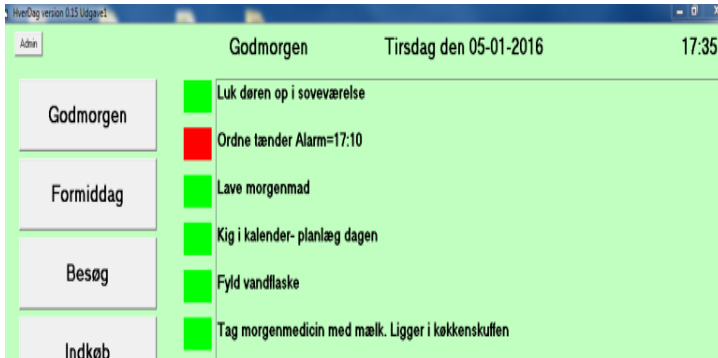 HverDag version 0.15 Udgave1
Admin
Godmorgen Tirsdag den 05-01-2016 17:35
Godmorgen
Formiddag
Besøg
Indkøb
Luk døren op i soveværelse
Ordne tænder Alarm=17:10
Lave morgenmad
Kig i kalender- planlæg dagen
Fyld vandflaske
Tag morgenmedicin med mælk. Ligger i køkkenskuffen